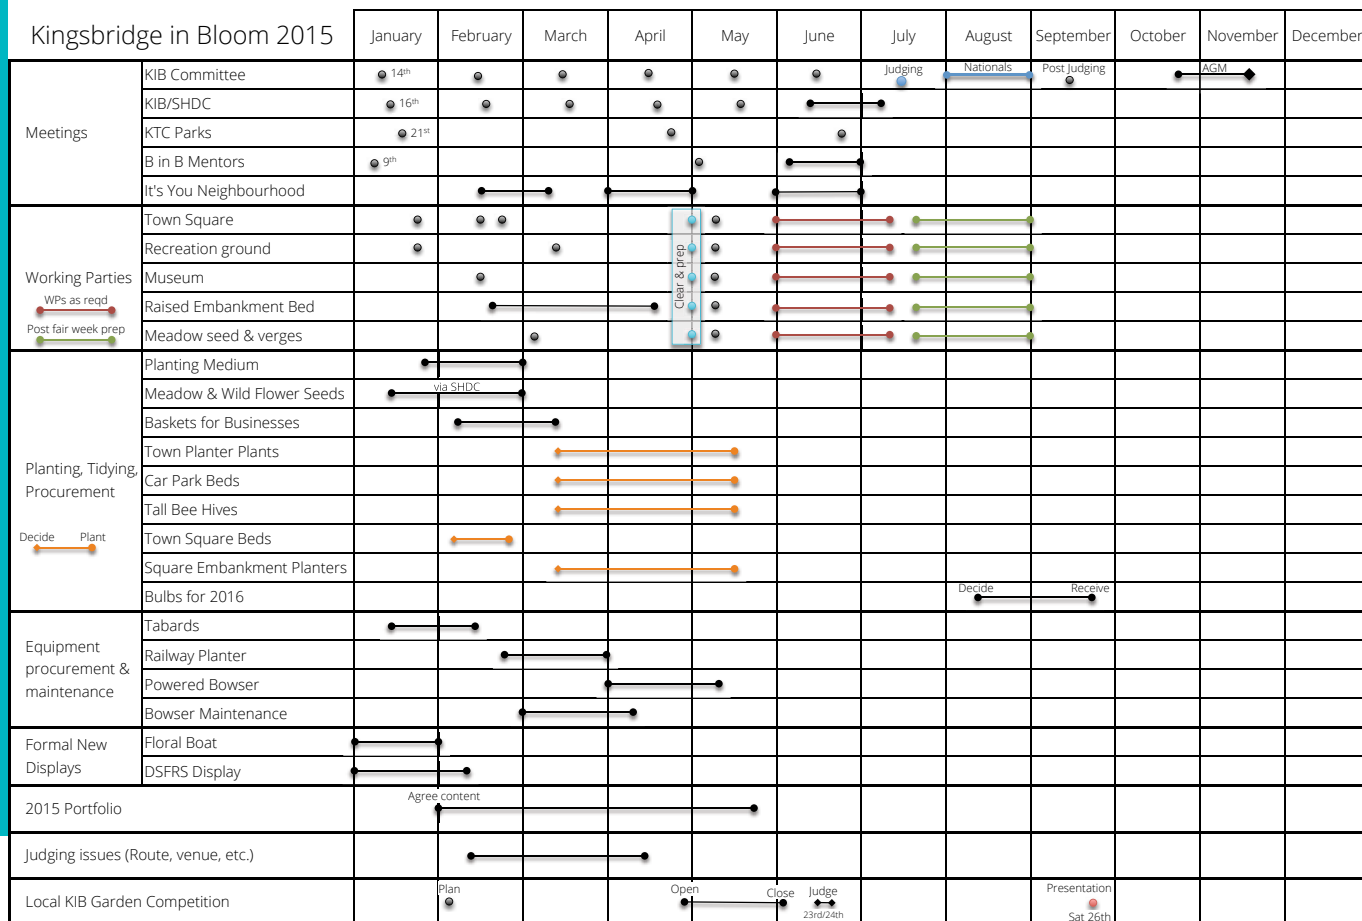 Kingsbridge in Bloom 2015
January February March April May June July August September October November December
Meetings
KIB Committee 14th Judging Nationals Post Judging AGM
KIB/SHDC 16th
KTC Parks 21st
B in B Mentors 9th
It's You Neighbourhood
Working Parties
WPs as reqd
Post fair week prep
Town Square
Recreation ground
Museum
Raised Embankment Bed
Meadow seed & verges
Clear & prep
Planting, Tidying,
Procurement
Decide Plant
Planting Medium
Meadow & Wild Flower Seeds via SHDC
Baskets for Businesses
Town Planter Plants
Car Park Beds
Tall Bee Hives
Town Square Beds
Square Embankment Planters
Bulbs for 2016 Decide Receive
Equipment
procurement &
maintenance
Tabards
Railway Planter
Powered Bowser
Bowser Maintenance
Formal New
Displays
Floral Boat
DSFRS Display
2015 Portfolio Agree content
Judging issues (Route, venue, etc.)
Local KIB Garden Competition Plan Open Close Judge 23rd/24th Presentation Sat 26th